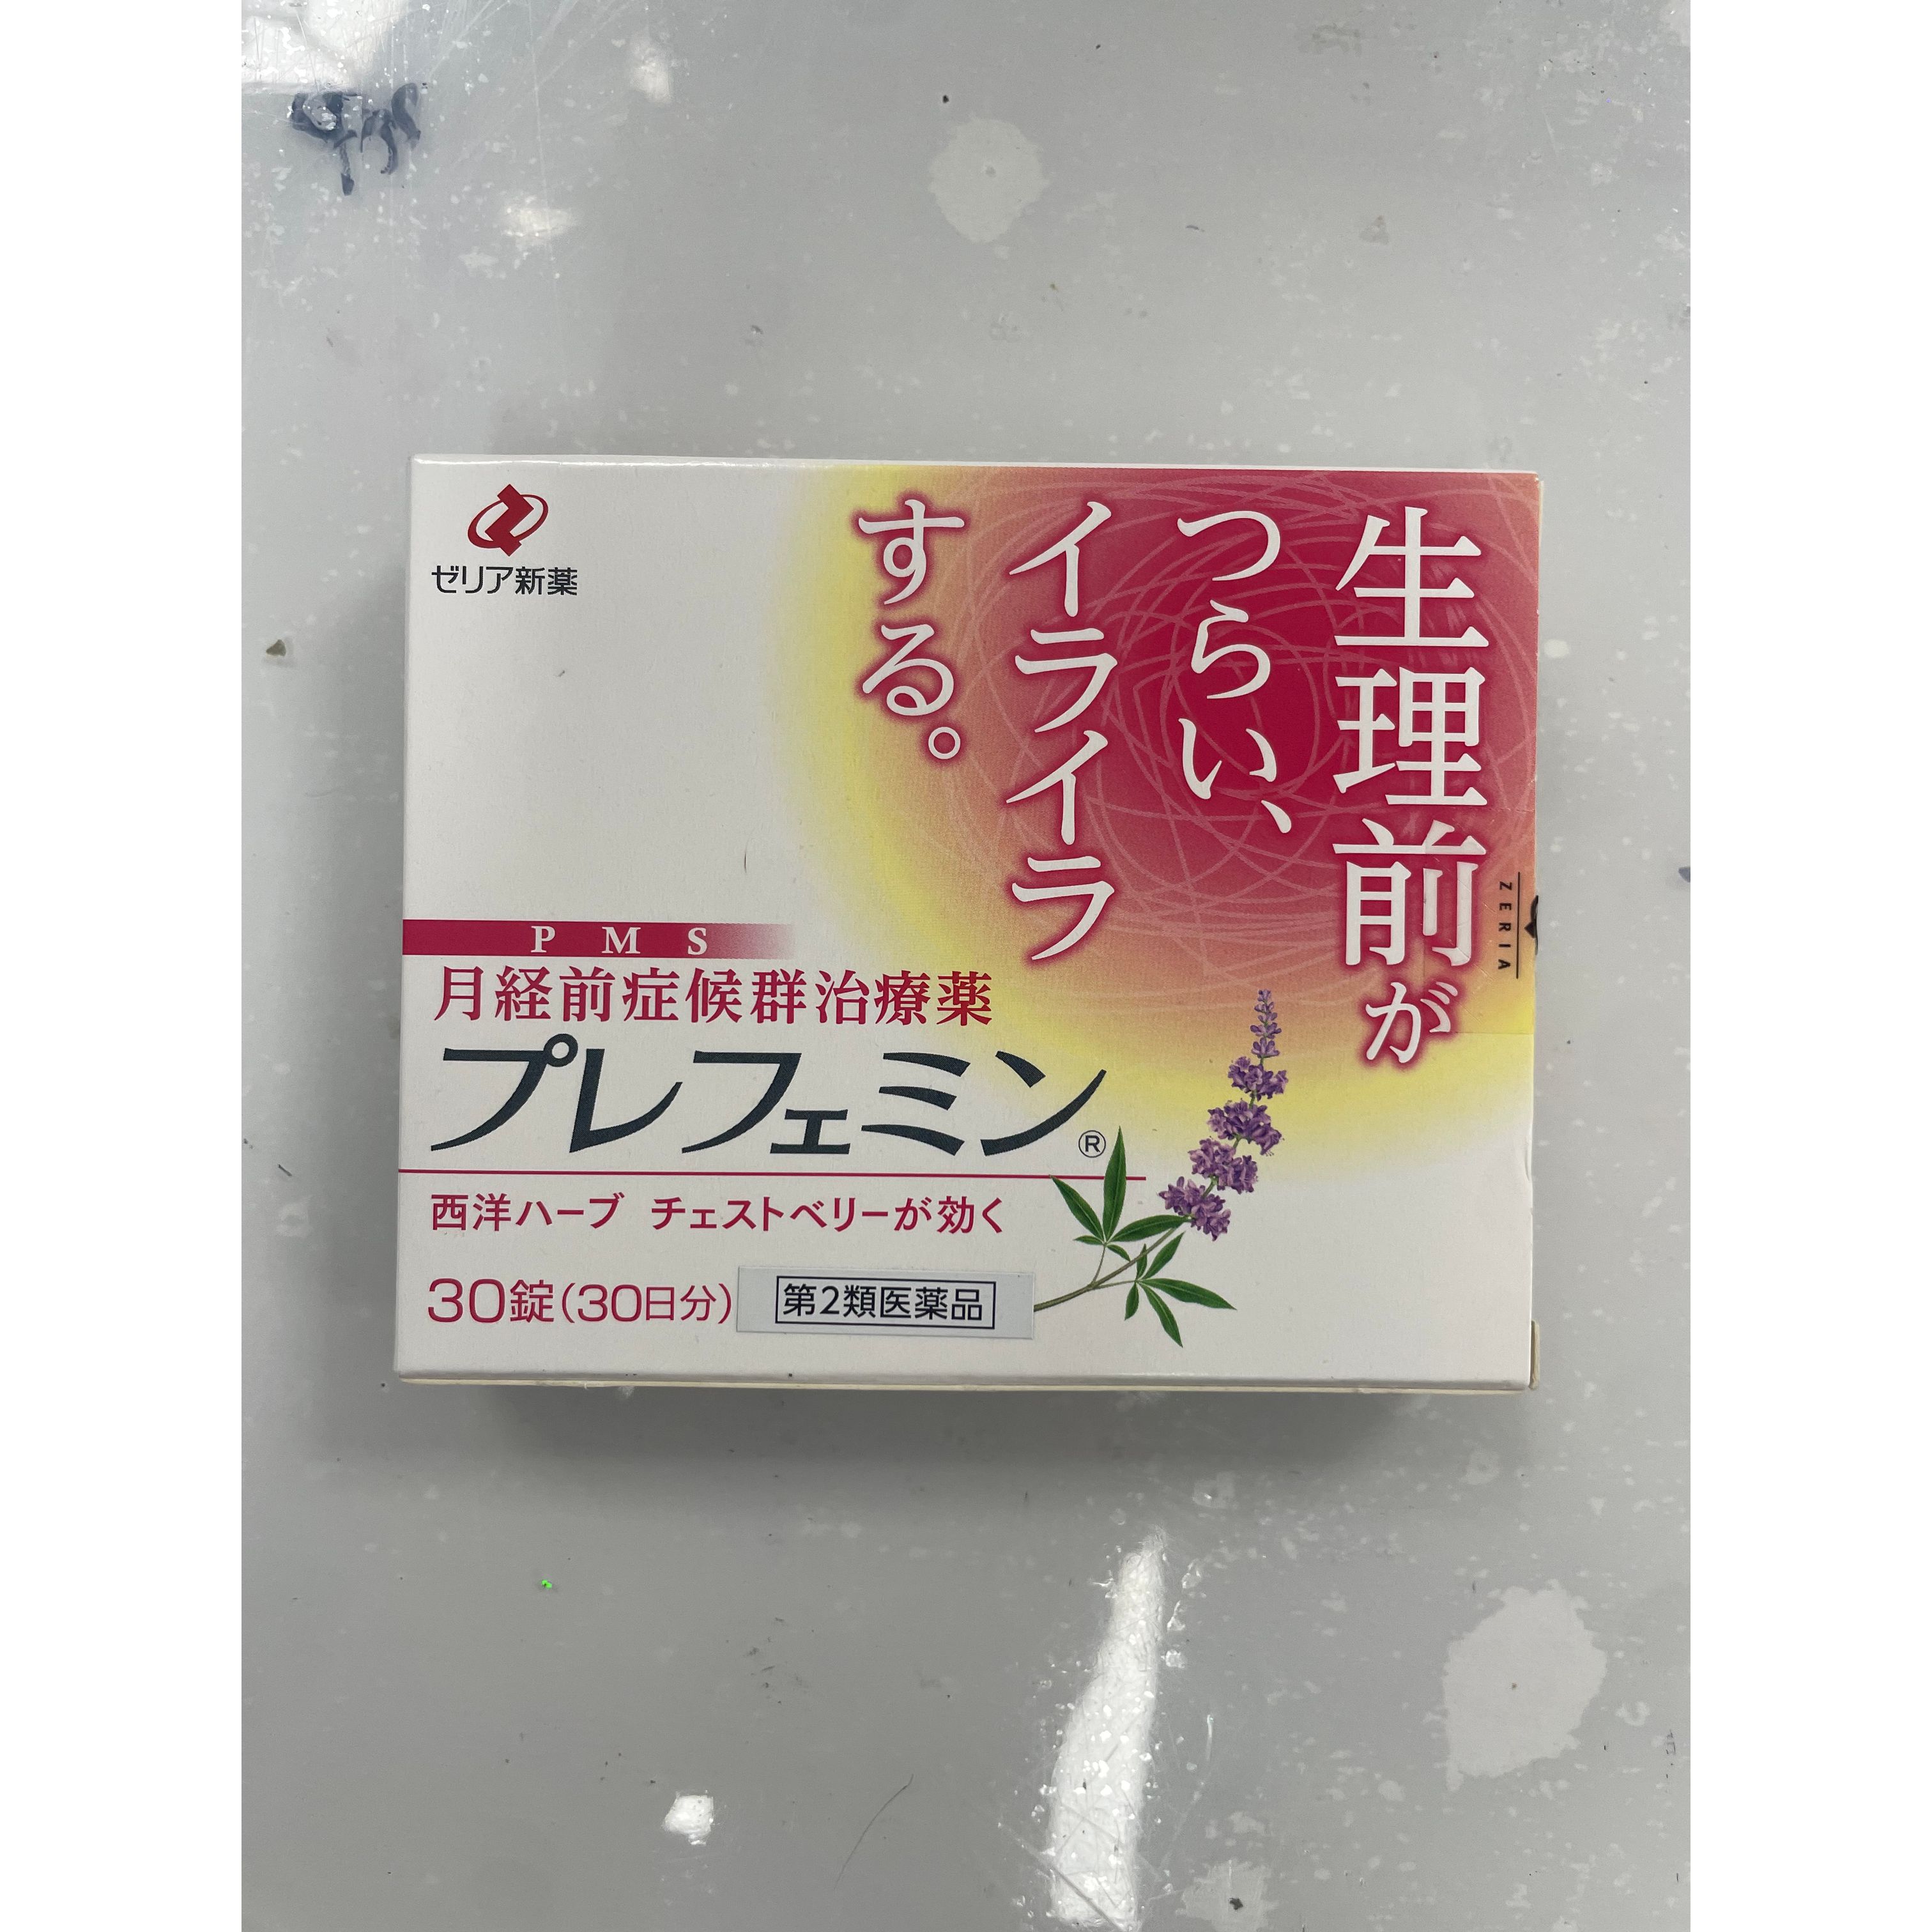 ゼリア新薬
生理前が
つらい、
イライラ
する。
ZERIA
PMS
月経前症候群治療薬
プレフェミン®
西洋ハーブ チェストベリーが効く
30錠(30日分)
第2類医薬品